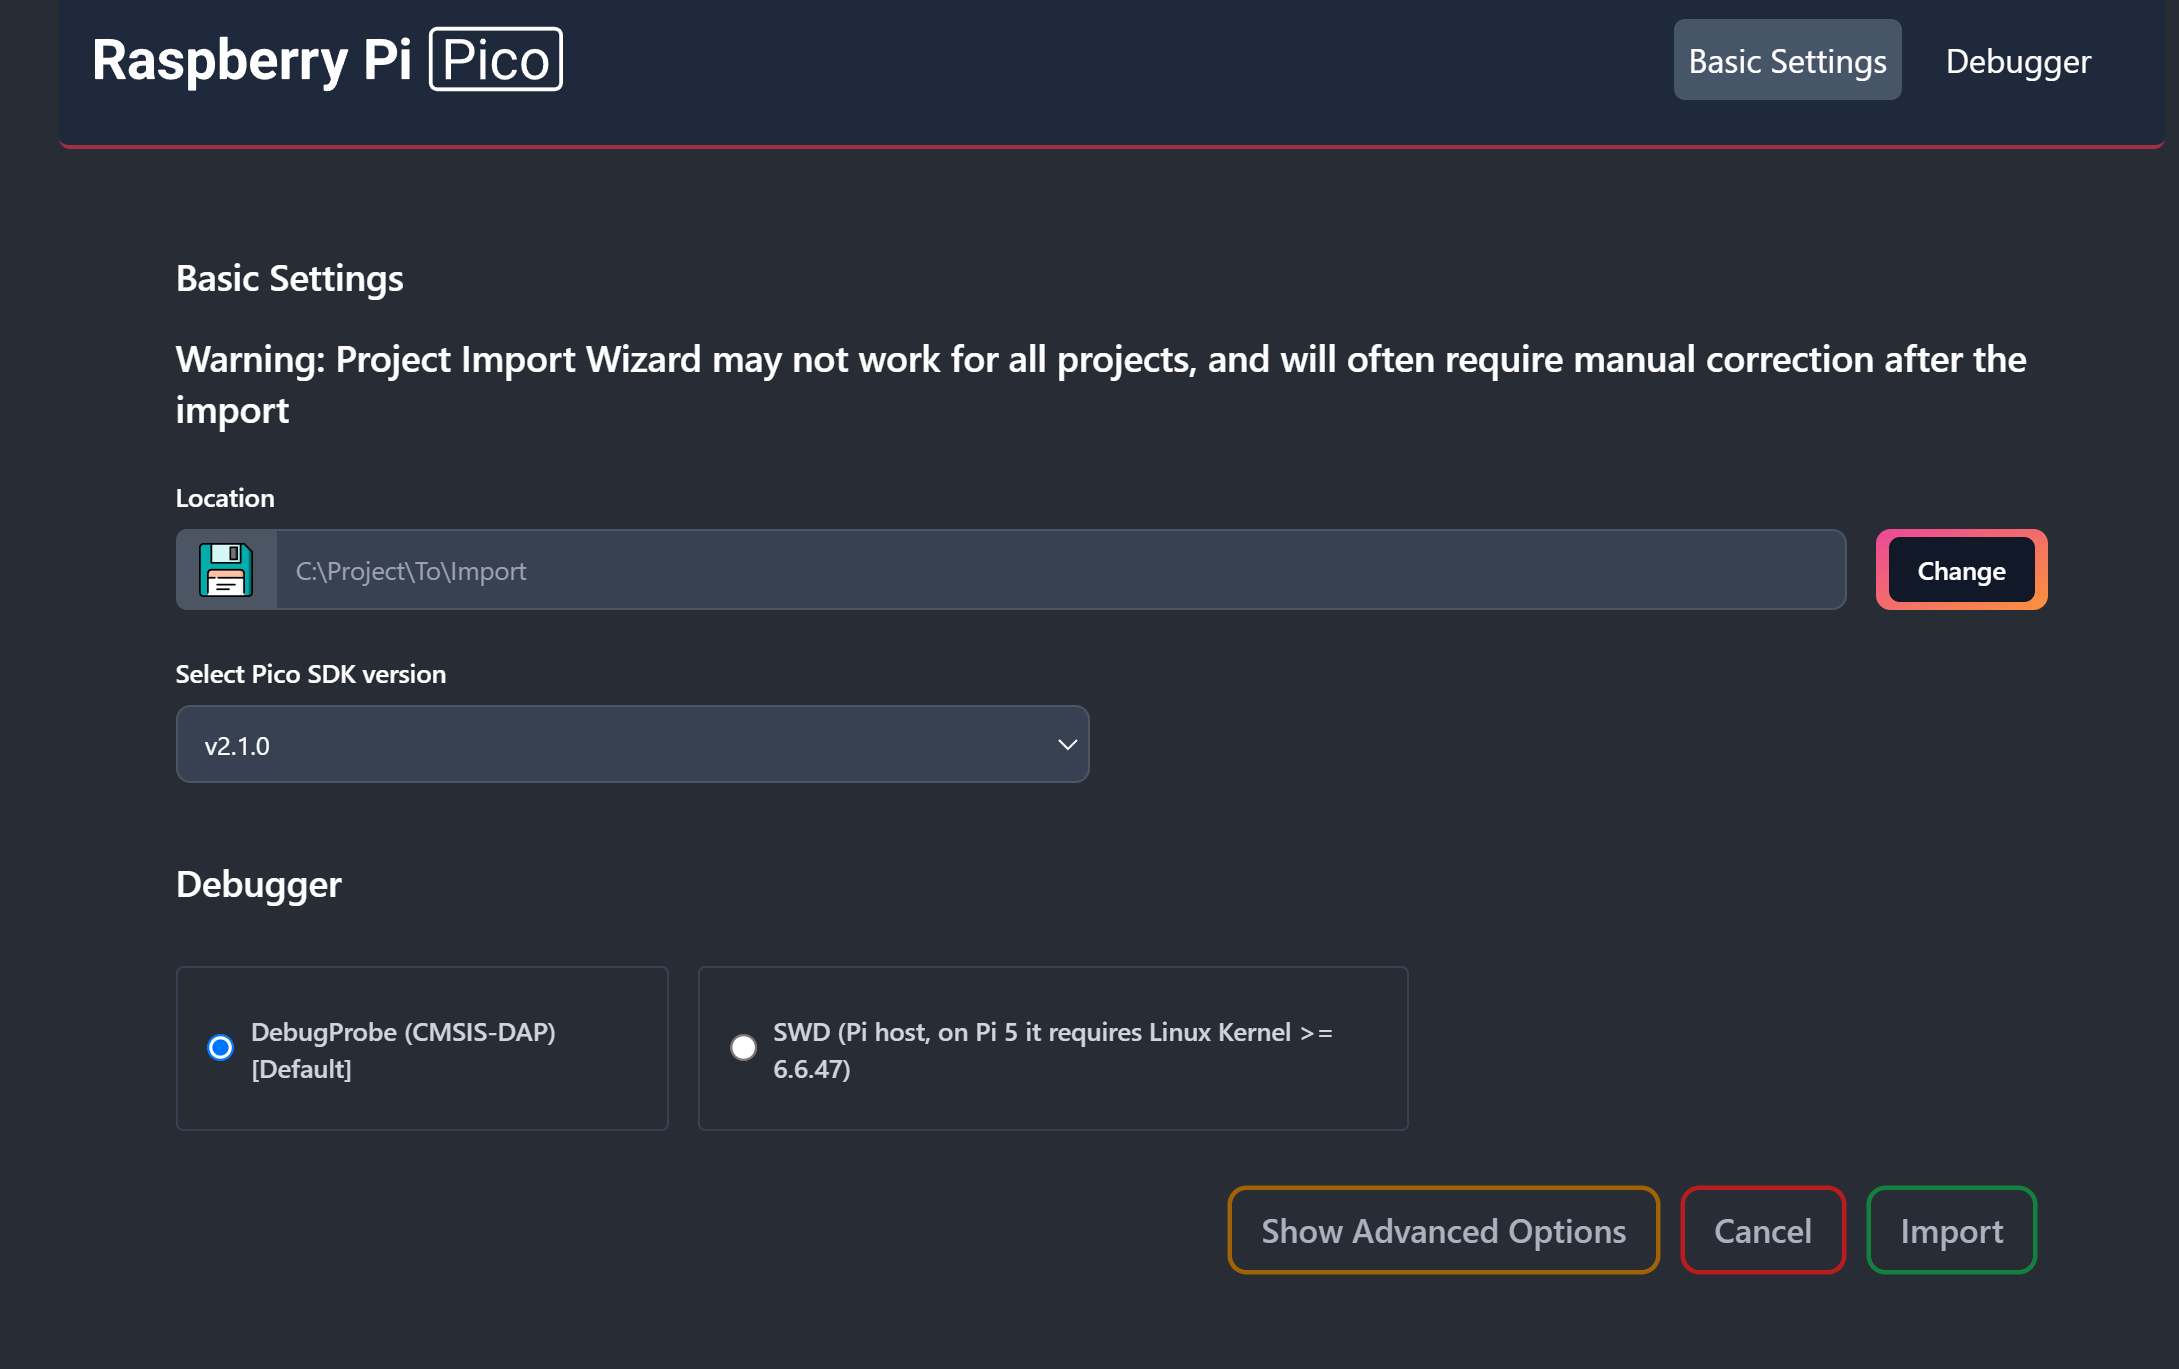 Raspberry Pi Pico
Basic Settings
Debugger
Basic Settings
Warning: Project Import Wizard may not work for all projects, and will often require manual correction after the
import
Location
C:\Project\To\Import
Change
Select Pico SDK version
v2.1.0
Debugger
DebugProbe (CMSIS-DAP)
[Default]
SWD (Pi host, on Pi 5 it requires Linux Kernel >=
6.6.47)
Show Advanced Options
Cancel
Import